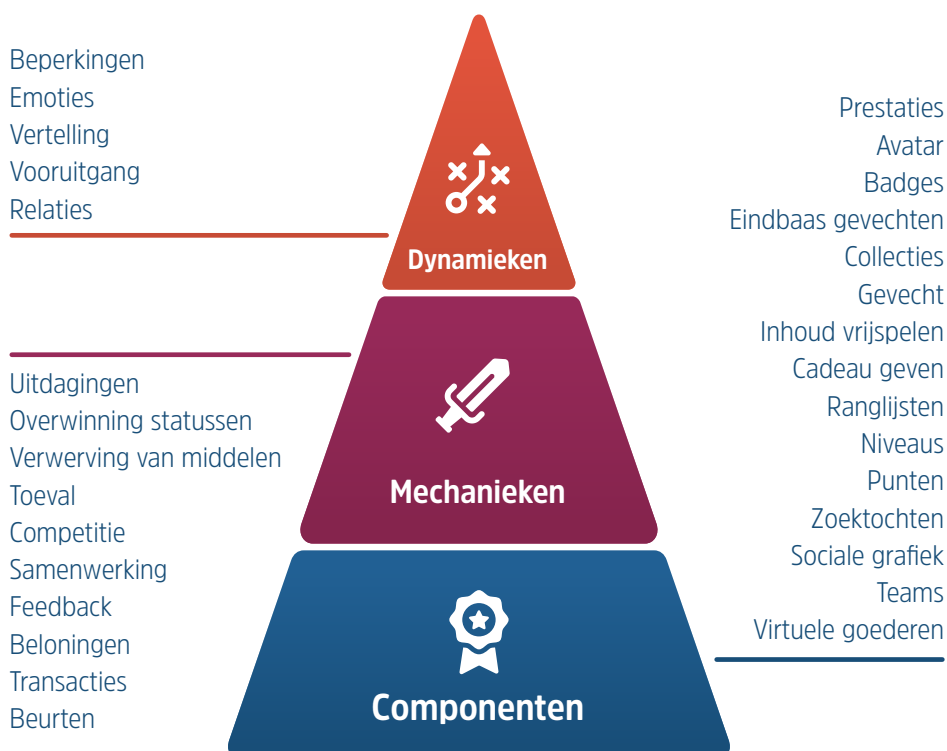 Beperkingen
Emoties
Vertelling
Vooruitgang
Relaties
Dynamieken
Uitdagingen
Overwinning statussen
Verwerving van middelen
Toeval
Competitie
Samenwerking
Feedback
Beloningen
Transacties
Beurten
Mechanieken
Prestaties
Avatar
Badges
Eindbaas gevechten
Collecties
Gevecht
Inhoud vrijspelen
Cadeau geven
Ranglijsten
Niveaus
Punten
Zoektochten
Sociale grafiek
Teams
Virtuele goederen
Componenten